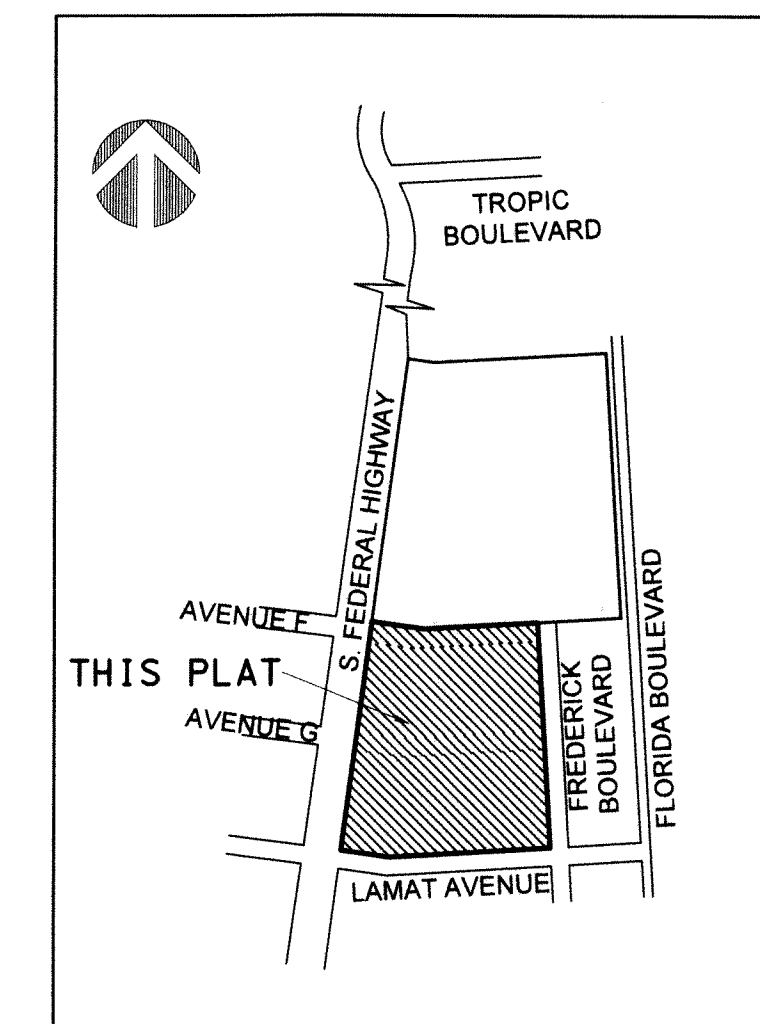 TROPIC
BOULEVARD
S. FEDERAL HIGHWAY
AVENUE F
THIS PLAT
AVENUE G
FREDERICK
BOULEVARD
FLORIDA BOULEVARD
LAMAT AVENUE